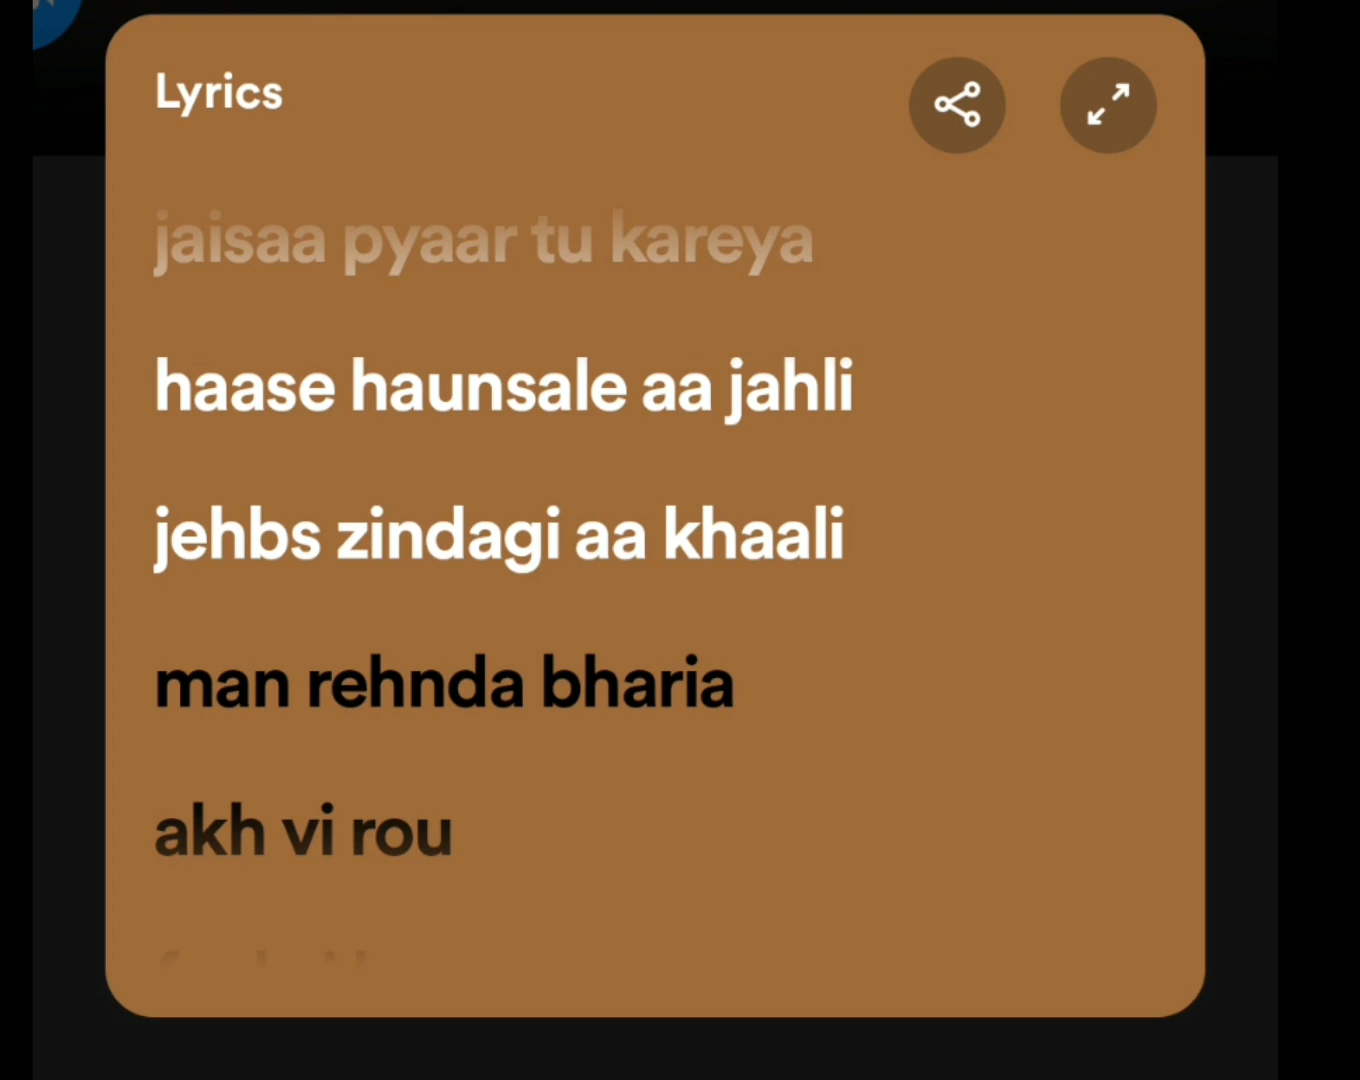 Lyrics
jaisaa pyaar tu kareya
haase haunsale aa jahli
jehbs zindagi aa khaali
man rehnda bharia
akh vi rou